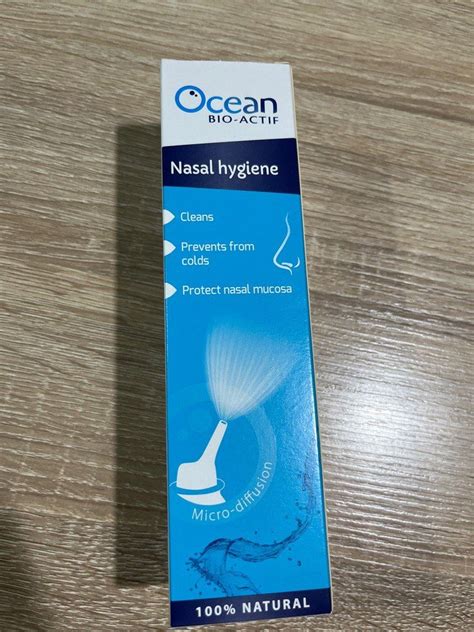 Ocean
BIO-ACTIF
Nasal hygiene
Cleans
Prevents from
colds
Protect nasal mucosa
Micro-diffusion
100% NATURAL